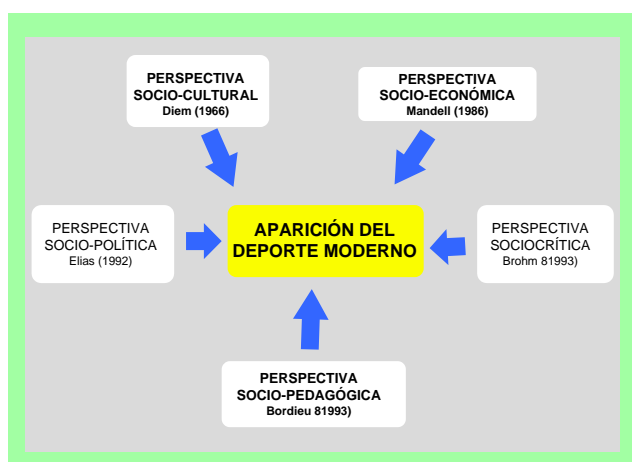 PERSPECTIVA
SOCIO-CULTURAL
Diem (1966)
PERSPECTIVA
SOCIO-ECONÓMICA
Mandell (1986)
PERSPECTIVA
SOCIO-POLÍTICA
Elias (1992)
APARICIÓN DEL
DEPORTE MODERNO
PERSPECTIVA
SOCIOCRÍTICA
Brohm 81993)
PERSPECTIVA
SOCIO-PEDAGÓGICA
Bordieu 81993)